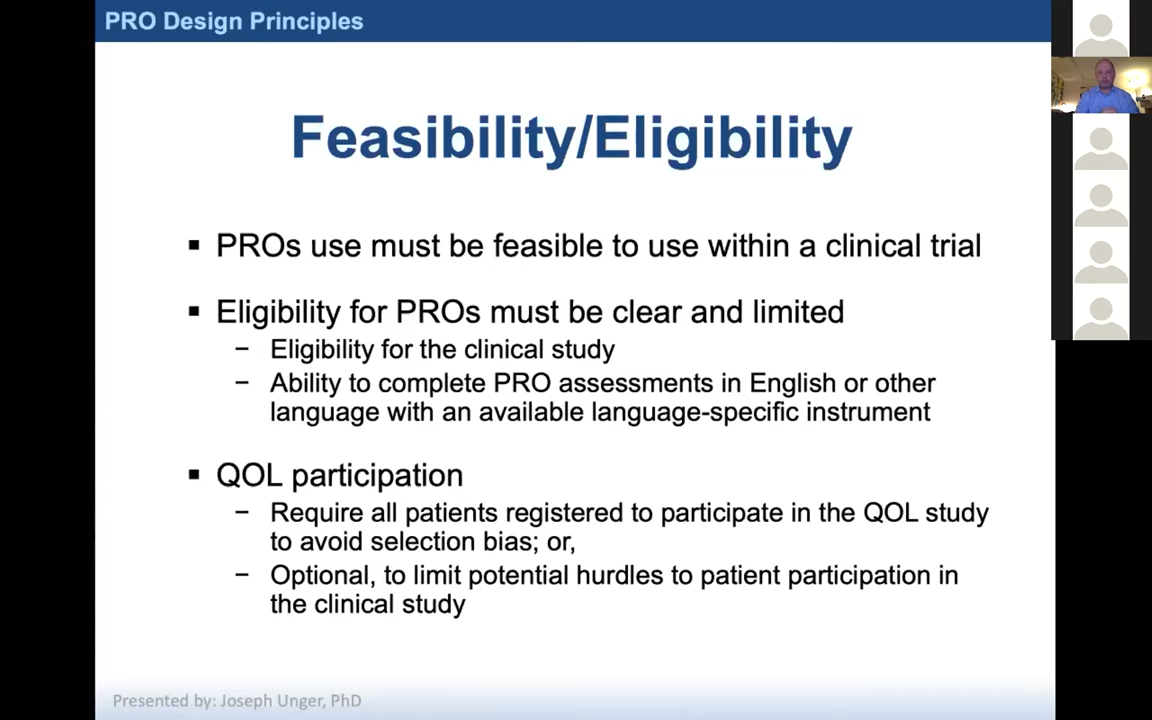 PRO Design Principles
Feasibility/Eligibility
▪ PROs use must be feasible to use within a clinical trial
▪ Eligibility for PROs must be clear and limited
− Eligibility for the clinical study
− Ability to complete PRO assessments in English or other
language with an available language-specific instrument
▪ QOL participation
− Require all patients registered to participate in the QOL study
to avoid selection bias; or,
− Optional, to limit potential hurdles to patient participation in
the clinical study
Presented by: Joseph Unger, PhD